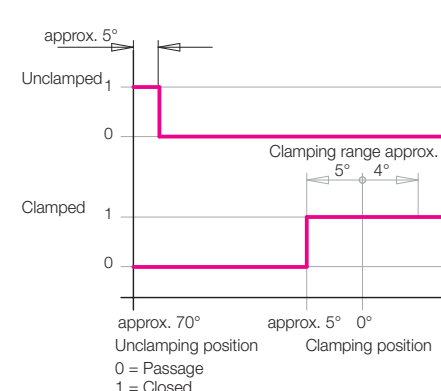 approx. 5°
Unclamped 1
0
Clamping range approx.
5° 4°
Clamped 1
0
approx. 70° approx. 5° 0°
Unclamping position Clamping position
0 = Passage
1 = Closed